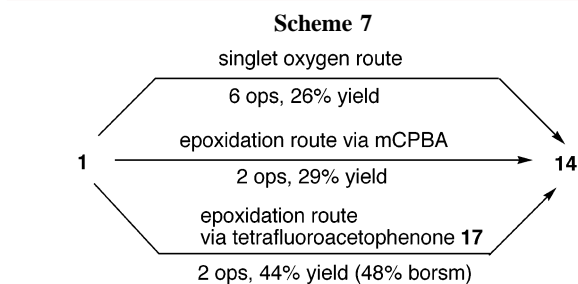 Scheme 7
singlet oxygen route
6 ops, 26% yield
epoxidation route via mCPBA
1
14
2 ops, 29% yield
epoxidation route
via tetrafluoroacetophenone 17
2 ops, 44% yield (48% borsm)